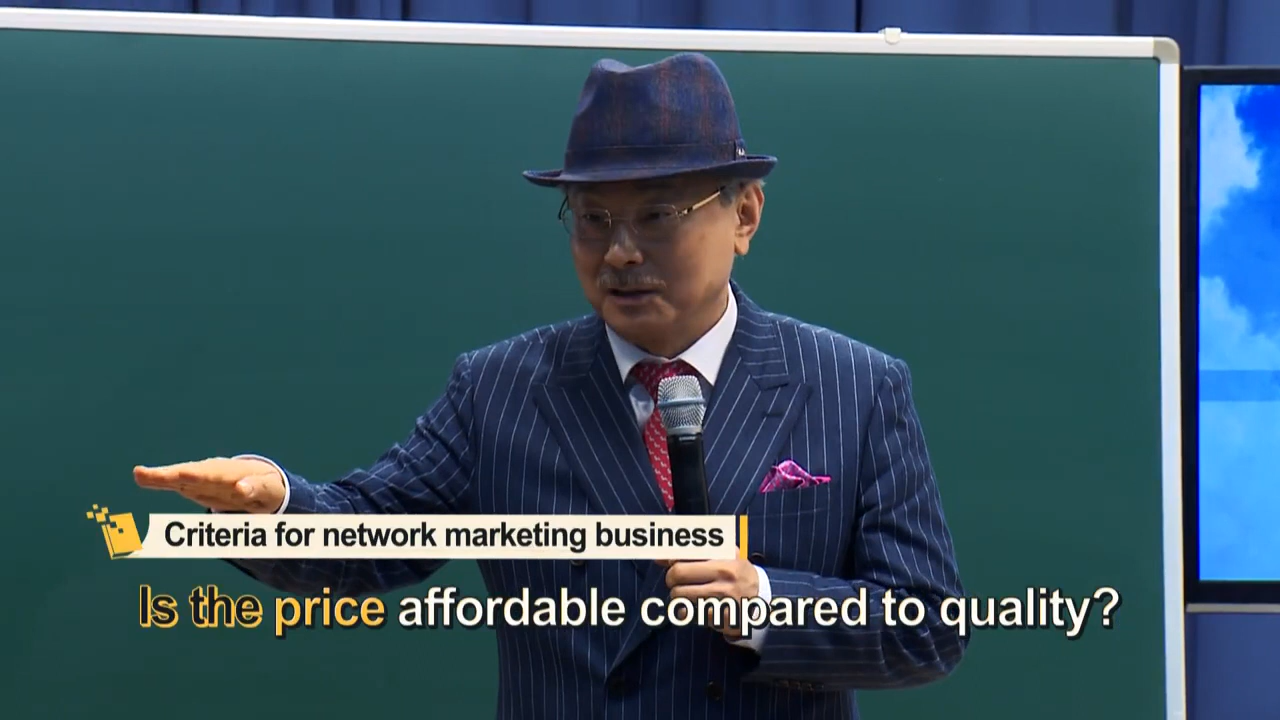 Criteria for network marketing business
Is the price affordable compared to quality?